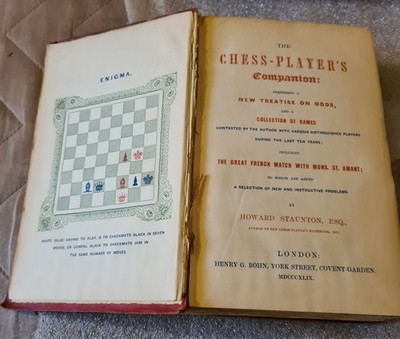 ENIGMA.
WHITE (BLUE) HAVING TO PLAY, IS TO CHECKMATE BLACK IN SEVEN
MOVES, OR COMPEL BLACK TO CHECKMATE HIM IN
THE SAME NUMBER OF MOVES.
THE
CHESS-PLAYER'S
Companion:
COMPRISING A
NEW TREATISE ON ODDS,
AND A
COLLECTION OF GAMES
CONTESTED BY THE AUTHOR WITH VARIOUS DISTINGUISHED PLAYERS
DURING THE LAST TEN YEARS:
INCLUDING
THE GREAT FRENCH MATCH WITH MONS. ST. AMANT;
TO WHICH ARE ADDED
A SELECTION OF NEW AND INSTRUCTIVE PROBLEMS.
BY
HOWARD STAUNTON, ESQ.,
AUTHOR OF THE CHESS-PLAYER'S HANDBOOK, ETC.
LONDON:
HENRY G. BOHN, YORK STREET, COVENT GARDEN.
MDCCCXLIX.